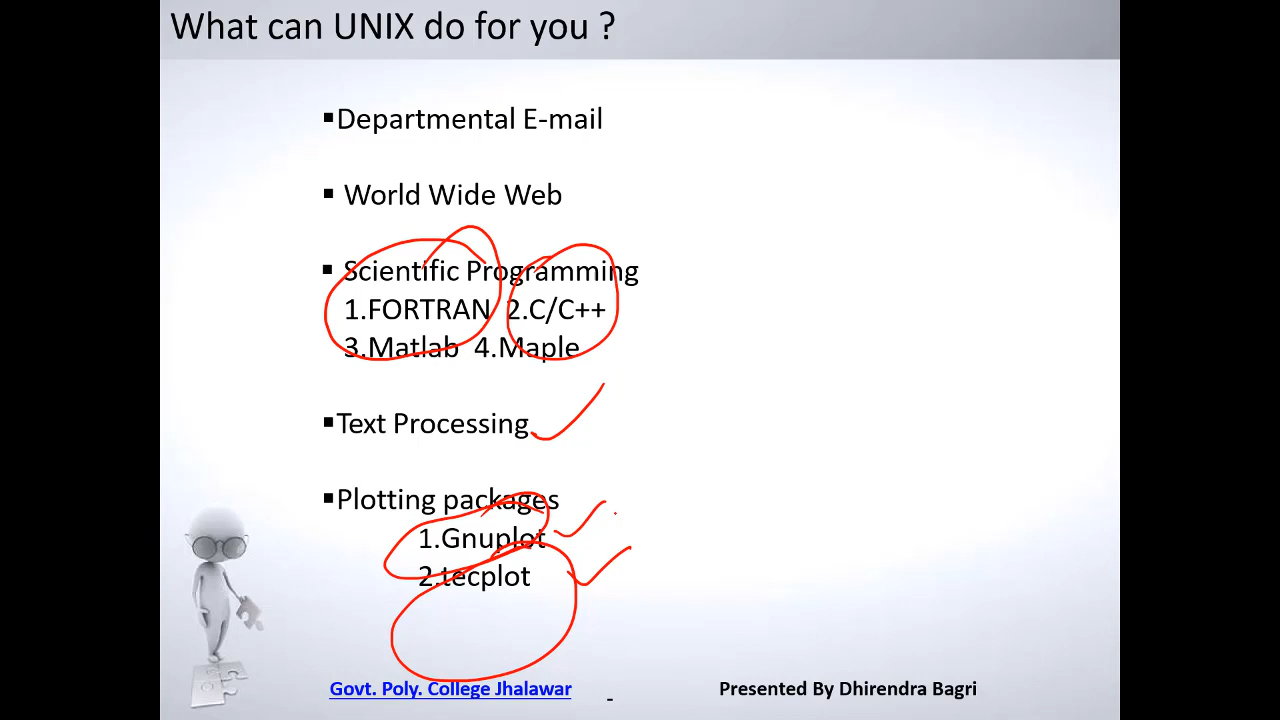 What can UNIX do for you ?
▪Departmental E-mail
▪ World Wide Web
▪ Scientific Programming
1.FORTRAN 2.C/C++
3.Matlab 4.Maple
▪Text Processing
▪Plotting packages
1.Gnuplot
2.tecplot
Govt. Poly. College Jhalawar - Presented By Dhirendra Bagri